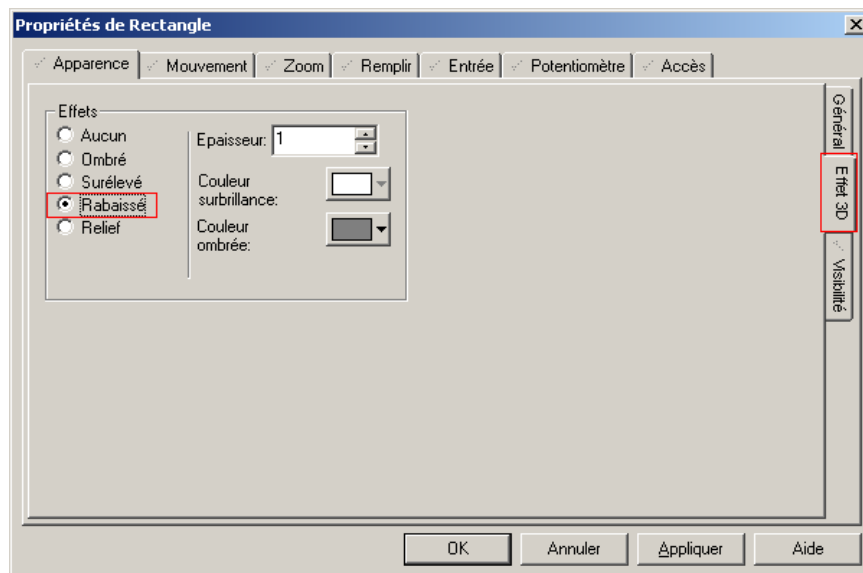 Propriétés de Rectangle
Apparence Mouvement Zoom Remplir Entrée Potentiomètre Accès
Effets
Aucun
Ombré
Surélevé
Rabaissé
Relief
Epaisseur: 1
Couleur
surbrillance:
Couleur
ombrée:
Général
Effet 3D
Visibilité
OK Annuler Appliquer Aide